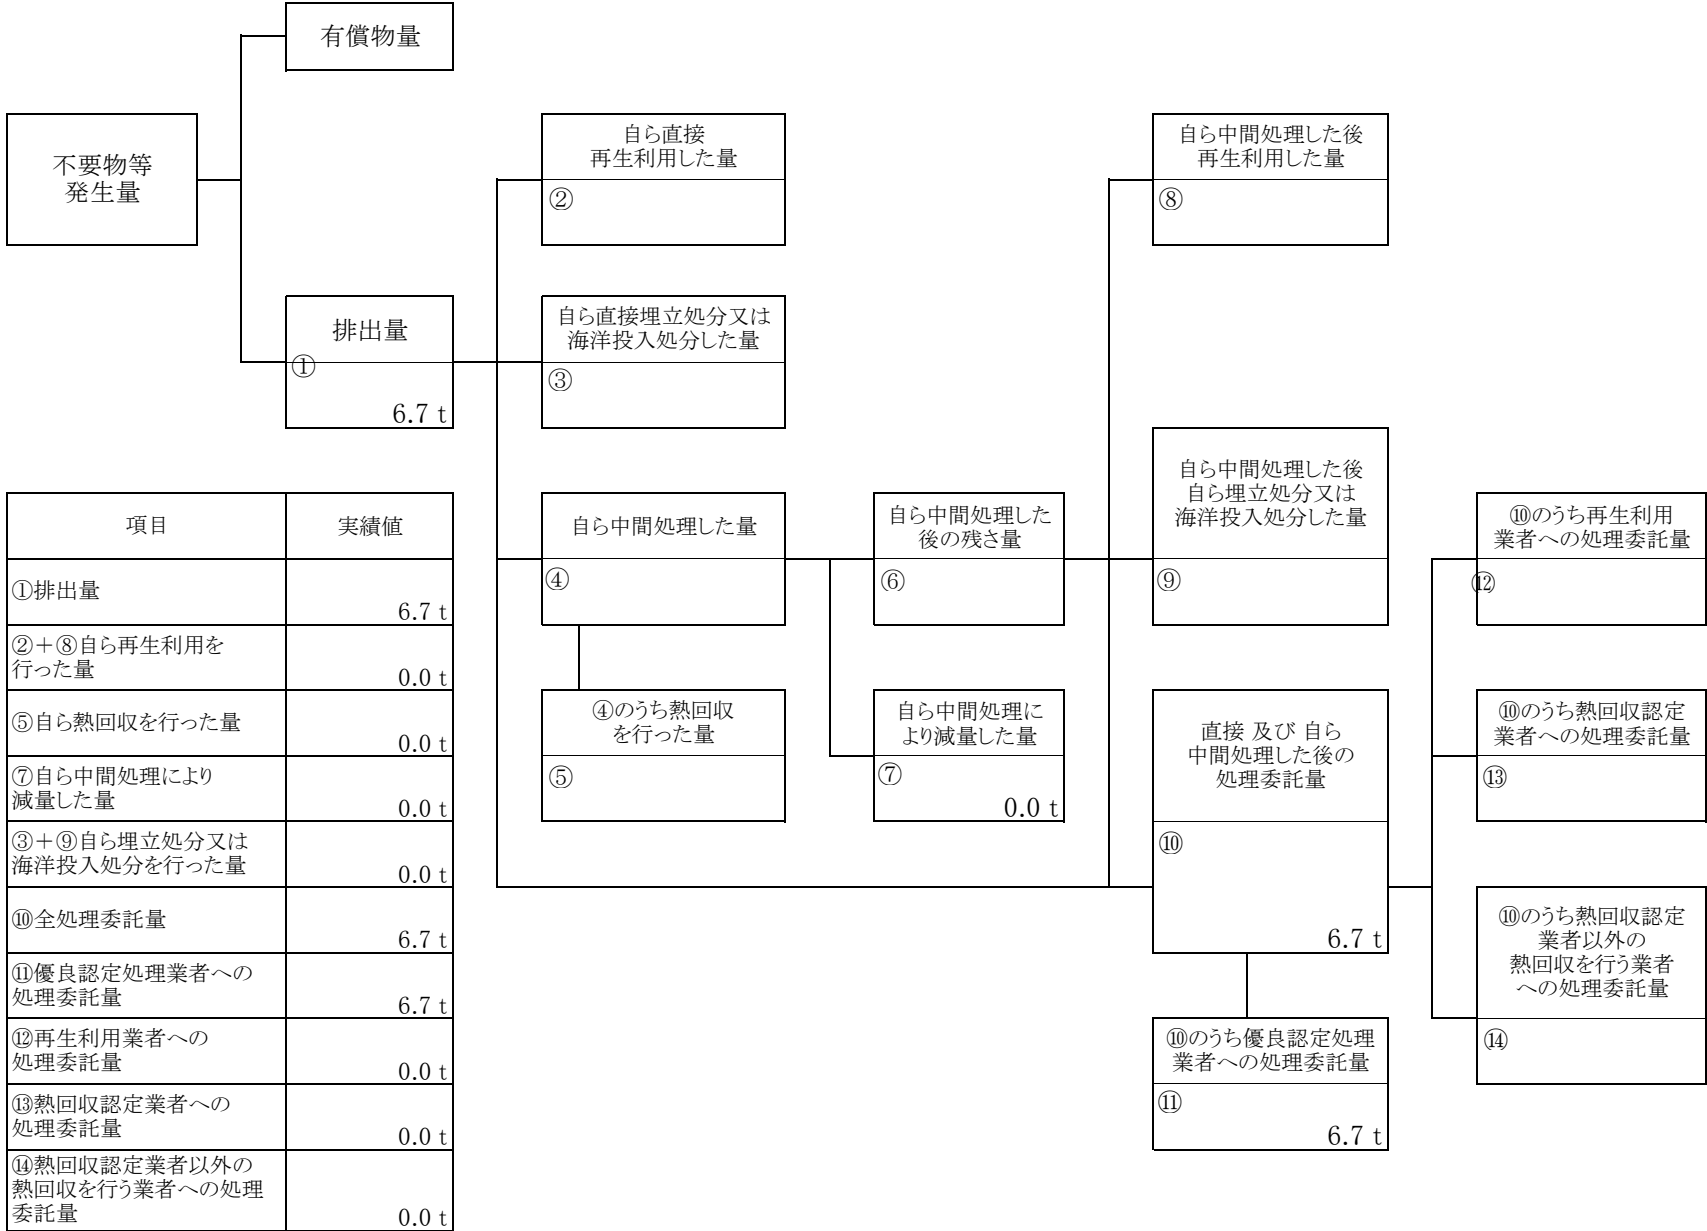 有償物量
不要物等
発生量
自ら直接
再生利用した量
②
自ら中間処理した後
再生利用した量
⑧
排出量
①
6.7 t
自ら直接埋立処分又は
海洋投入処分した量
③
自ら中間処理した量
④
自ら中間処理した
後の残さ量
⑥
自ら中間処理した後
自ら埋立処分又は
海洋投入処分した量
⑨
⑩のうち再生利用
業者への処理委託量
⑫
④のうち熱回収
を行った量
⑤
自ら中間処理に
より減量した量
⑦
0.0 t
直接 及び 自ら
中間処理した後の
処理委託量
⑩
6.7 t
⑩のうち熱回収認定
業者への処理委託量
⑬
⑩のうち熱回収認定
業者以外の
熱回収を行う業者
への処理委託量
⑭
⑩のうち優良認定処理
業者への処理委託量
⑪
6.7 t
項目 実績値
①排出量
6.7 t
②＋⑧自ら再生利用を
行った量
0.0 t
⑤自ら熱回収を行った量
0.0 t
⑦自ら中間処理により
減量した量
0.0 t
③＋⑨自ら埋立処分又は
海洋投入処分を行った量
0.0 t
⑩全処理委託量
6.7 t
⑪優良認定処理業者への
処理委託量
6.7 t
⑫再生利用業者への
処理委託量
0.0 t
⑬熱回収認定業者への
処理委託量
0.0 t
⑭熱回収認定業者以外の
熱回収を行う業者への処理
委託量
0.0 t